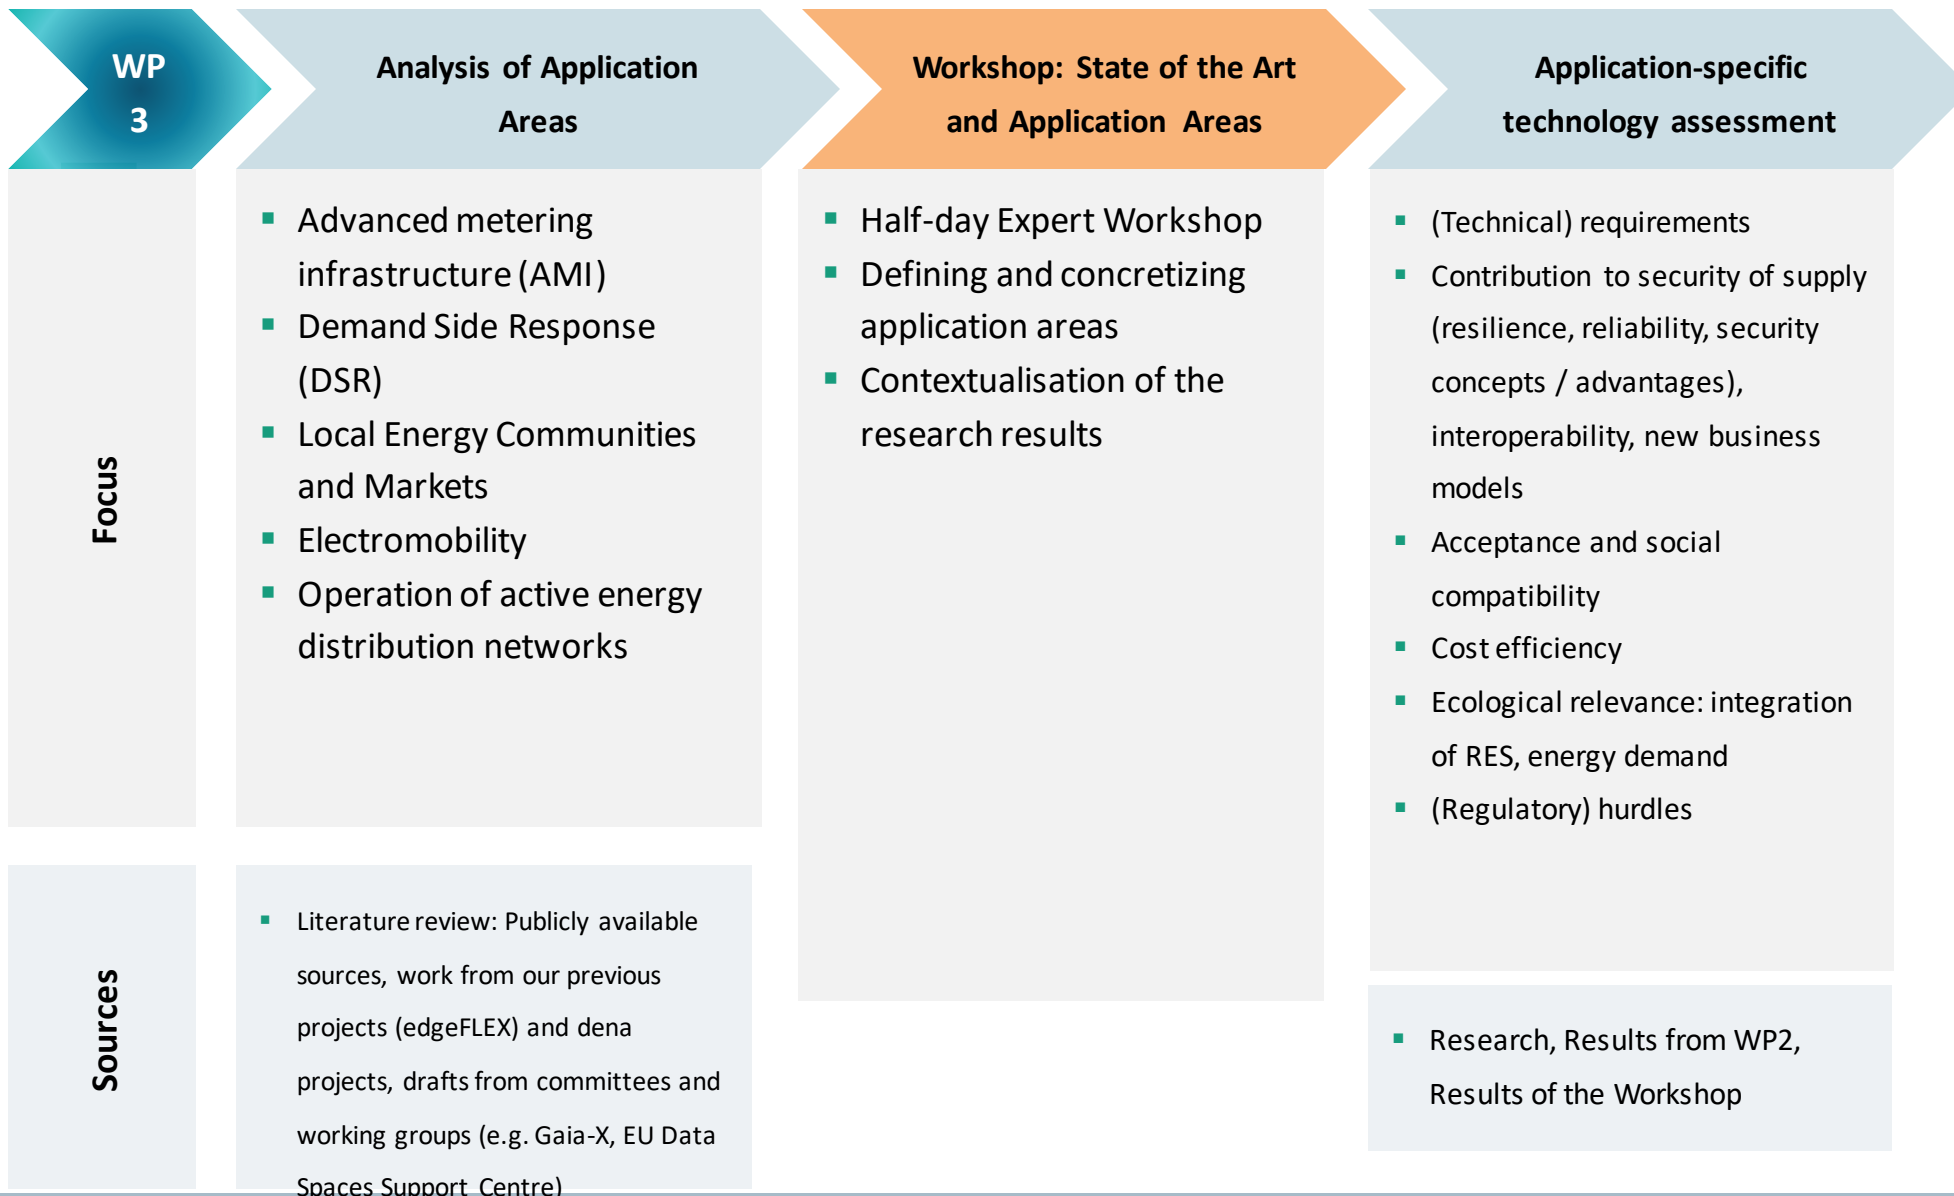 WP
3
Analysis of Application
Areas
Workshop: State of the Art
and Application Areas
Application-specific
technology assessment
Focus
▪ Advanced metering
infrastructure (AMI)
▪ Demand Side Response
(DSR)
▪ Local Energy Communities
and Markets
▪ Electromobility
▪ Operation of active energy
distribution networks
▪ Half-day Expert Workshop
▪ Defining and concretizing
application areas
▪ Contextualisation of the
research results
▪ (Technical) requirements
▪ Contribution to security of supply
(resilience, reliability, security
concepts / advantages),
interoperability, new business
models
▪ Acceptance and social
compatibility
▪ Cost efficiency
▪ Ecological relevance: integration
of RES, energy demand
▪ (Regulatory) hurdles
Sources
▪ Literature review: Publicly available
sources, work from our previous
projects (edgeFLEX) and dena
projects, drafts from committees and
working groups (e.g. Gaia-X, EU Data
Spaces Support Centre)
▪ Research, Results from WP2,
Results of the Workshop